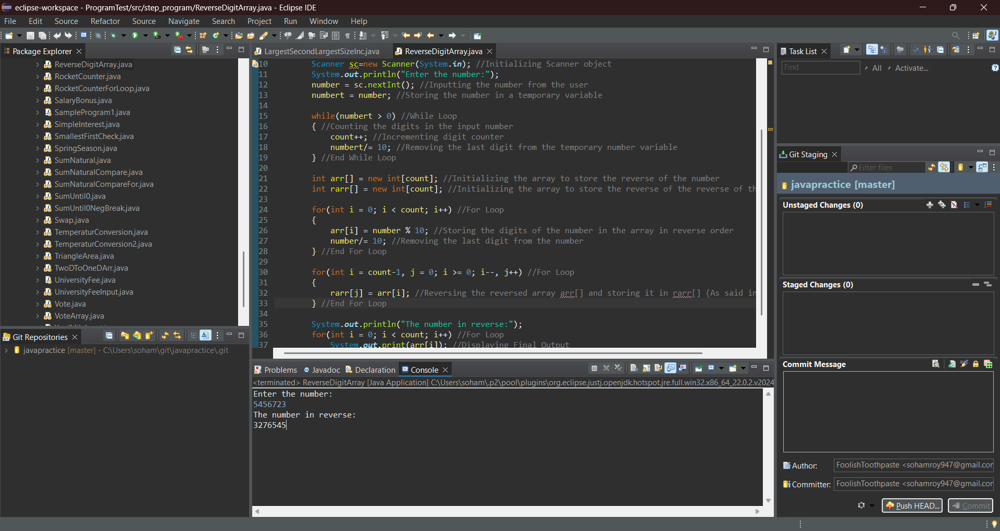 eclipse-workspace - ProgramTest/src/step_program/ReverseDigitArray.java - Eclipse IDE
File Edit Source Refactor Source Navigate Search Project Run Window Help
Package Explorer
ReverseDigitArray.java
RocketCounter.java
RocketCounterForLoop.java
SalaryBonus.java
SampleProgram1.java
SimpleInterest.java
SmallestFirstCheck.java
SpringSeason.java
SumNatural.java
SumNaturalCompare.java
SumNaturalCompareFor.java
SumUntil0.java
SumUntil0NegBreak.java
Swap.java
TemperaturConversion.java
TemperaturConversion2.java
TriangleArea.java
TwoDToOneDArr.java
UniversityFee.java
UniversityFeeInput.java
Vote.java
VoteArray.java
Git Repositories
javapractice [master] - C:\Users\soham\git\javapractice\.git
LargestSecondLargestSizeInc.java ReverseDigitArray.java
10 Scanner sc=new Scanner(System.in); //Initializing Scanner object
11 System.out.println("Enter the number:");
12 number = sc.nextInt(); //Inputting the number from the user
13 numbert = number; //Storing the number in a temporary variable
14
15 while(numbert > 0) //While Loop
16 { //Counting the digits in the input number
17 count++; //Incrementing digit counter
18 numbert/= 10; //Removing the last digit from the temporary number variable
19 } //End While Loop
20
21 int arr[] = new int[count]; //Initializing the array to store the reverse of the number
22 int rarr[] = new int[count]; //Initializing the array to store the reverse of the reverse of th
23
24 for(int i = 0; i < count; i++) //For Loop
25 {
26 arr[i] = number % 10; //Storing the digits of the number in the array in reverse order
27 number/= 10; //Removing the last digit from the number
28 } //End For Loop
29
30 for(int i = count-1, j = 0; i >= 0; i--, j++) //For Loop
31 {
32 rarr[j] = arr[i]; //Reversing the reversed array arr[] and storing it in rarr[] {As said in
33 } //End For Loop
34
35 System.out.println("The number in reverse:");
36 for(int i = 0; i < count; i++) //For Loop
37 System.out.print(arr[i]); //Displaying Final Output
Problems Javadoc Declaration Console
<terminated> ReverseDigitArray [Java Application] C:\Users\soham\.p2\pool\plugins\org.eclipse.justj.openjdk.hotspot.jre.full.win32.x86_64_22.0.2.v2024
Enter the number:
5456723
The number in reverse:
3276545
Task List
Find All Activate...
Git Staging
Filter files
javapractice [master]
Unstaged Changes (0)
Staged Changes (0)
Commit Message
Author: FoolishToothpaste <sohamroy947@gmail.con
Committer: FoolishToothpaste <sohamroy947@gmail.con
Push HEAD... Commit